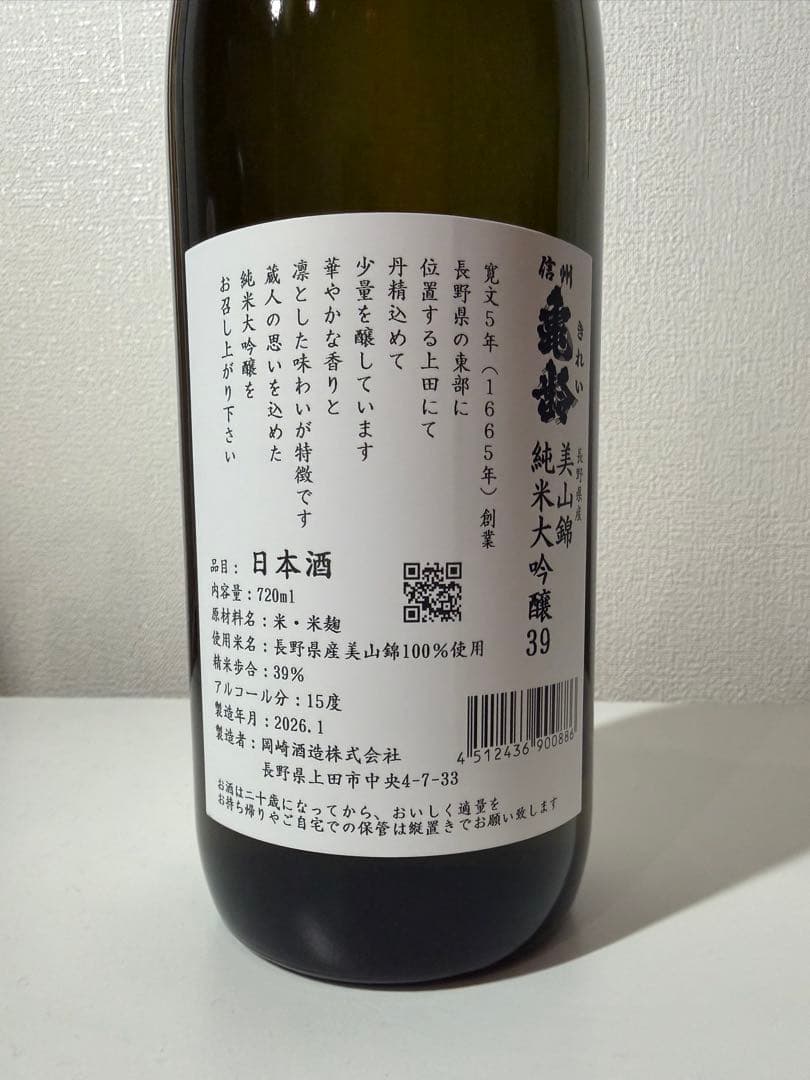 信州
亀齢
きれい
長野県産
美山錦
純米大吟醸39
寛文5年(1665年)創業
長野県の東部に
位置する上田にて
丹精込めて
少量を醸しています
華やかな香りと
凛とした味わいが特徴です
蔵人の思いを込めた
純米大吟醸を
お召し上がり下さい
品目：日本酒
内容量：720ml
原材料名：米・米麹
使用米名：長野県産美山錦100%使用
精米歩合：39%
アルコール分：15度
製造年月：2026.1
製造者：岡崎酒造株式会社
長野県上田市中央4-7-33
4512436900886
お酒は二十歳になってから、おいしく適量を
お持ち帰りやご自宅での保管は縦置きでお願い致します